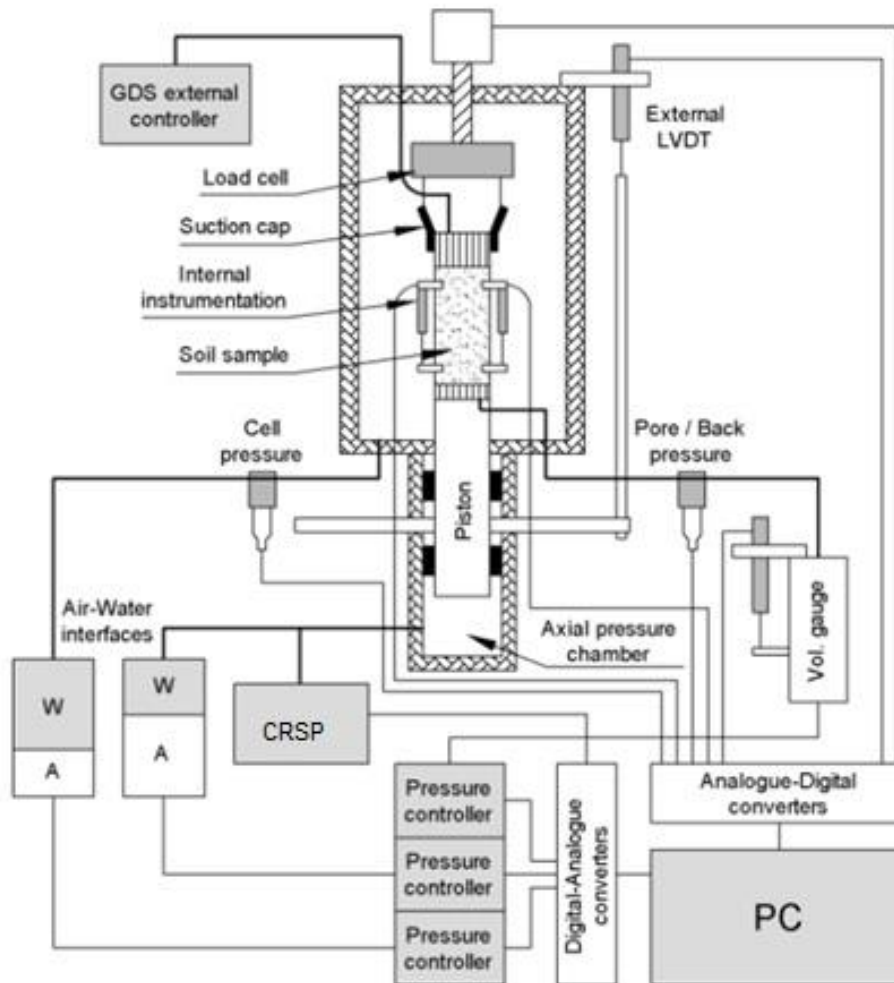 GDS external
controller
External
LVDT
Load cell
Suction cap
Internal
instrumentation
Soil sample
Cell
pressure
Pore / Back
pressure
Piston
Air-Water
interfaces
Axial pressure
chamber
Vol. gauge
W
A
W
A
CRSP
Pressure
controller
Pressure
controller
Pressure
controller
Digital-Analogue
converters
Analogue-Digital
converters
PC